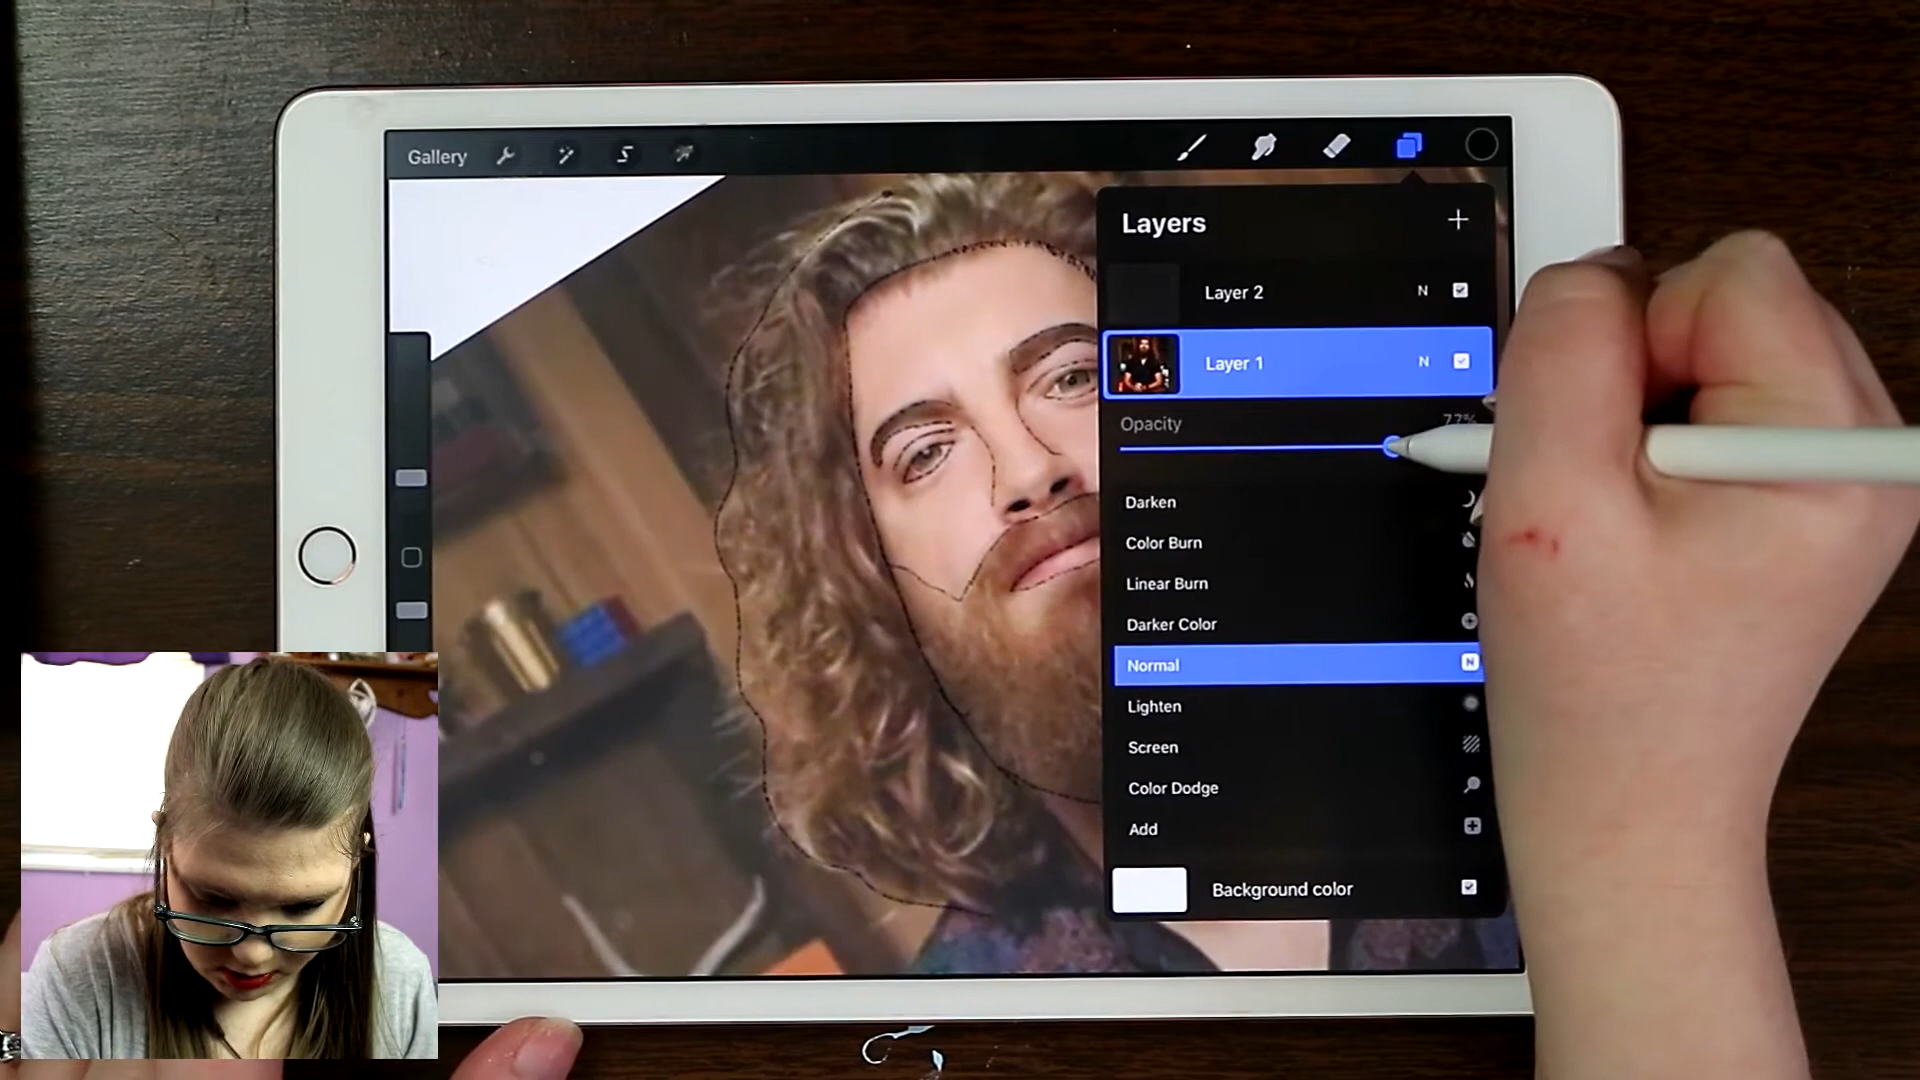 Gallery
Layers
Layer 2 N
Layer 1 N
Opacity 77%
Darken
Color Burn
Linear Burn
Darker Color
Normal N
Lighten
Screen
Color Dodge
Add
Background color